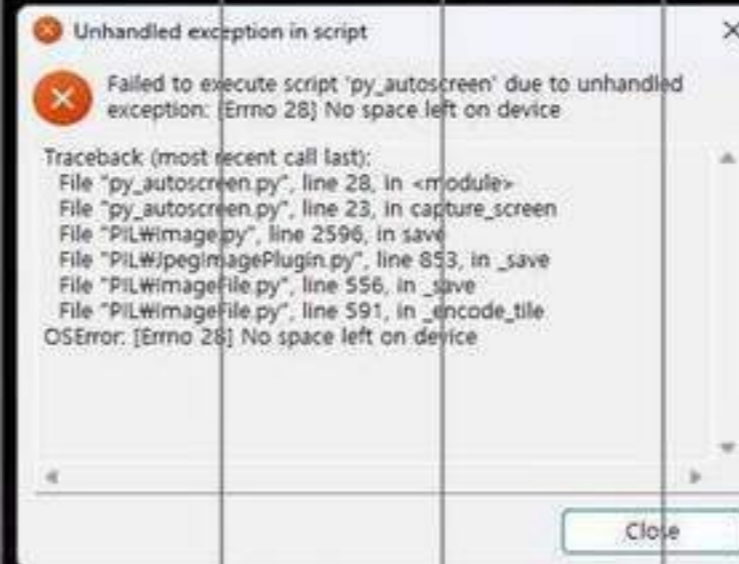 Unhandled exception in script
Failed to execute script 'py_autoscreen' due to unhandled
exception: [Errno 28] No space left on device
Traceback (most recent call last):
File "py_autoscreen.py", line 28, in <module>
File "py_autoscreen.py", line 23, in capture_screen
File "PIL₩Image.py", line 2596, in save
File "PIL₩JpegImagePlugin.py", line 853, in _save
File "PIL₩ImageFile.py", line 556, in _save
File "PIL₩ImageFile.py", line 591, in _encode_tile
OSError: [Errno 28] No space left on device
Close